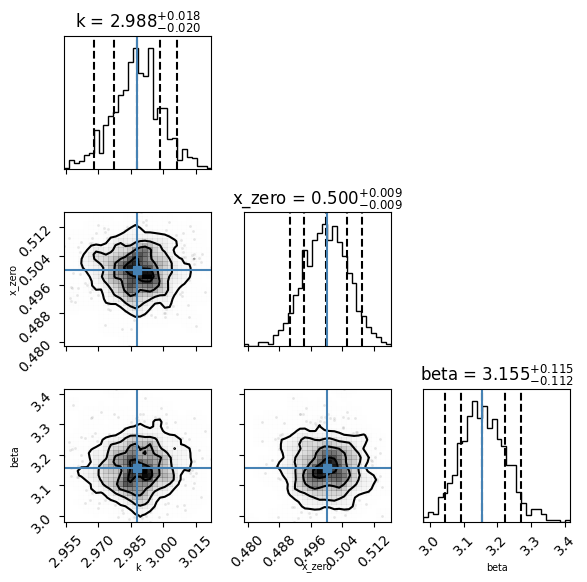 k = 2.988 +0.018 −0.020
x_zero = 0.500 +0.009 −0.009
x_zero
0.512
0.504
0.496
0.488
0.480
beta = 3.155 +0.115 −0.112
beta
3.4
3.3
3.2
3.1
3.0
2.955 2.970 2.985 3.000 3.015
k
0.480 0.488 0.496 0.504 0.512
x_zero
3.0 3.1 3.2 3.3 3.4
beta